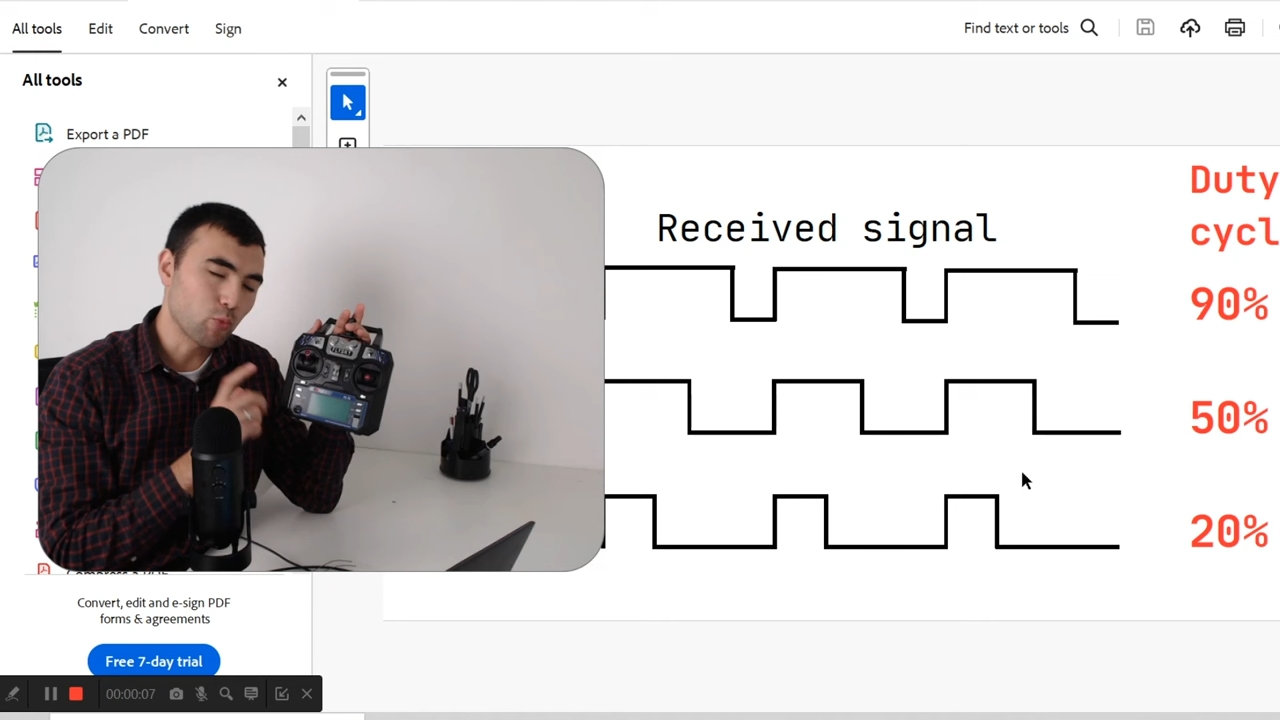 All tools Edit Convert Sign Find text or tools
All tools
Export a PDF
Received signal
Duty
cycl
90%
50%
20%
Convert, edit and e-sign PDF
forms & agreements
Free 7-day trial
00:00:07